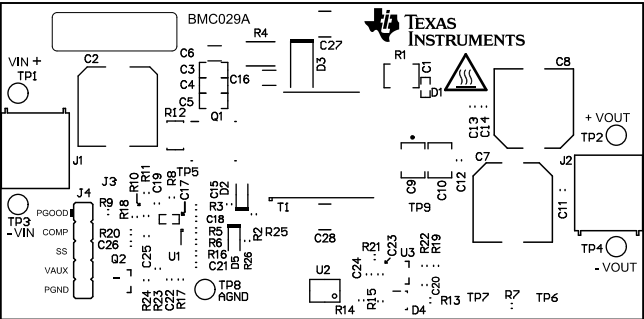 BMC029A
TEXAS
INSTRUMENTS
VIN +
TP1
C2
C6
C3
C4
C5
C16
R4
C27
D3
R1
C1
D1
C8
C13
C14
+ VOUT
TP2
R12
Q1
J1
J2
C7
C9
C10
C12
C11
TP9
TP3
-VIN
J3
J4
R10
R11
C19
R8
TP5
C17
C15
D2
R3
C18
T1
C28
PGOOD
COMP
SS
VAUX
PGND
R9
R18
R20
C26
Q2
C25
U1
R5
R6
R16
C21
D5
R26
R2
R25
R24
R23
C22
R17
TP8
AGND
U2
R14
R15
C24
R21
C23
U3
R22
R19
C20
R13
D4
TP7
R7
TP6
TP4
-VOUT